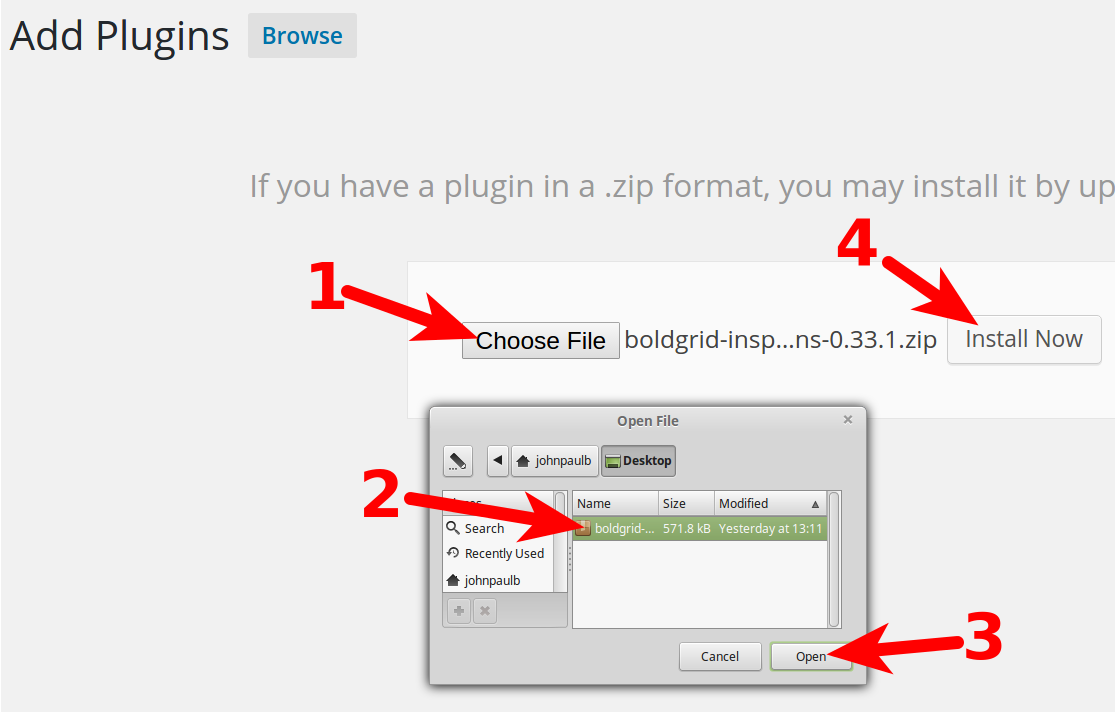 Add Plugins Browse
If you have a plugin in a .zip format, you may install it by up
4
1
Choose File boldgrid-insp...ns-0.33.1.zip Install Now
Open File
johnpaulb Desktop
2
Name Size Modified
Search
boldgrid-... 571.8 kB Yesterday at 13:11
Recently Used
johnpaulb
3
Cancel Open